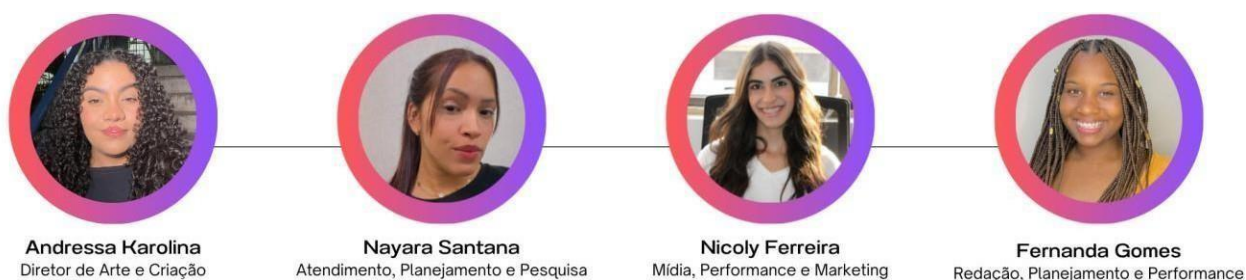 Andressa Karolina
Diretor de Arte e Criação
Nayara Santana
Atendimento, Planejamento e Pesquisa
Nicoly Ferreira
Mídia, Performance e Marketing
Fernanda Gomes
Redação, Planejamento e Performance